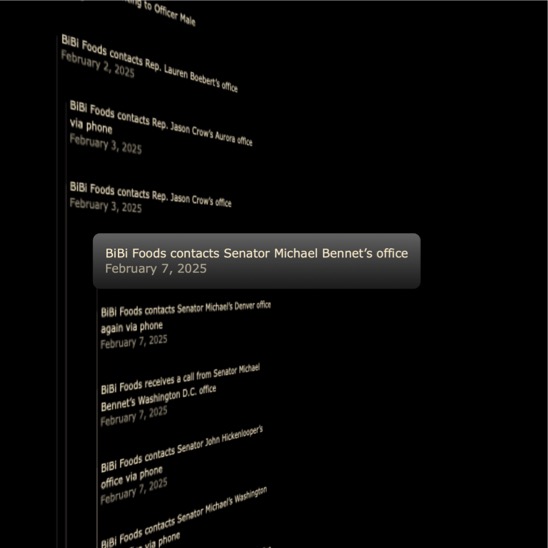 to Officer Male
BiBi Foods contacts Rep. Lauren Boebert's office
February 2, 2025
BiBi Foods contacts Rep. Jason Crow's Aurora office
via phone
February 3, 2025
BiBi Foods contacts Rep. Jason Crow's office
February 3, 2025
BiBi Foods contacts Senator Michael Bennet's office
February 7, 2025
BiBi Foods contacts Senator Michael's Denver office
again via phone
February 7, 2025
BiBi Foods receives a call from Senator Michael
Bennet's Washington D.C. office
February 7, 2025
BiBi Foods contacts Senator John Hickenlooper's
office via phone
February 7, 2025
BiBi Foods contacts Senator Michael's Washington
via phone